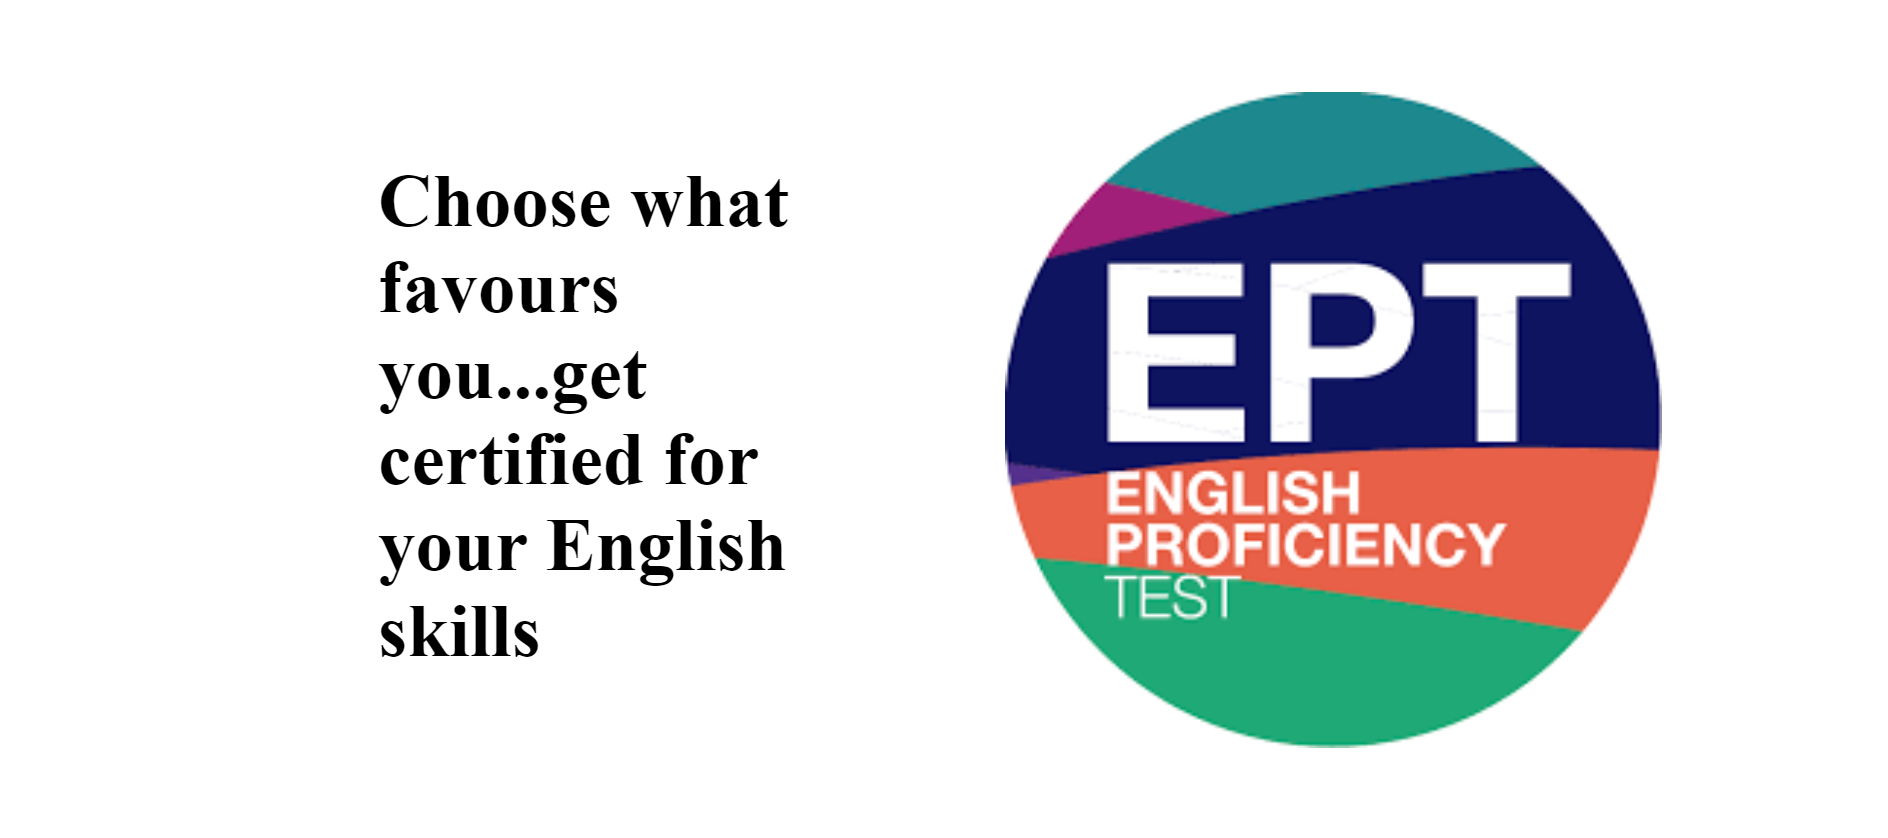 Choose what
favours
you...get
certified for
your English
skills
EPT
ENGLISH
PROFICIENCY
TEST